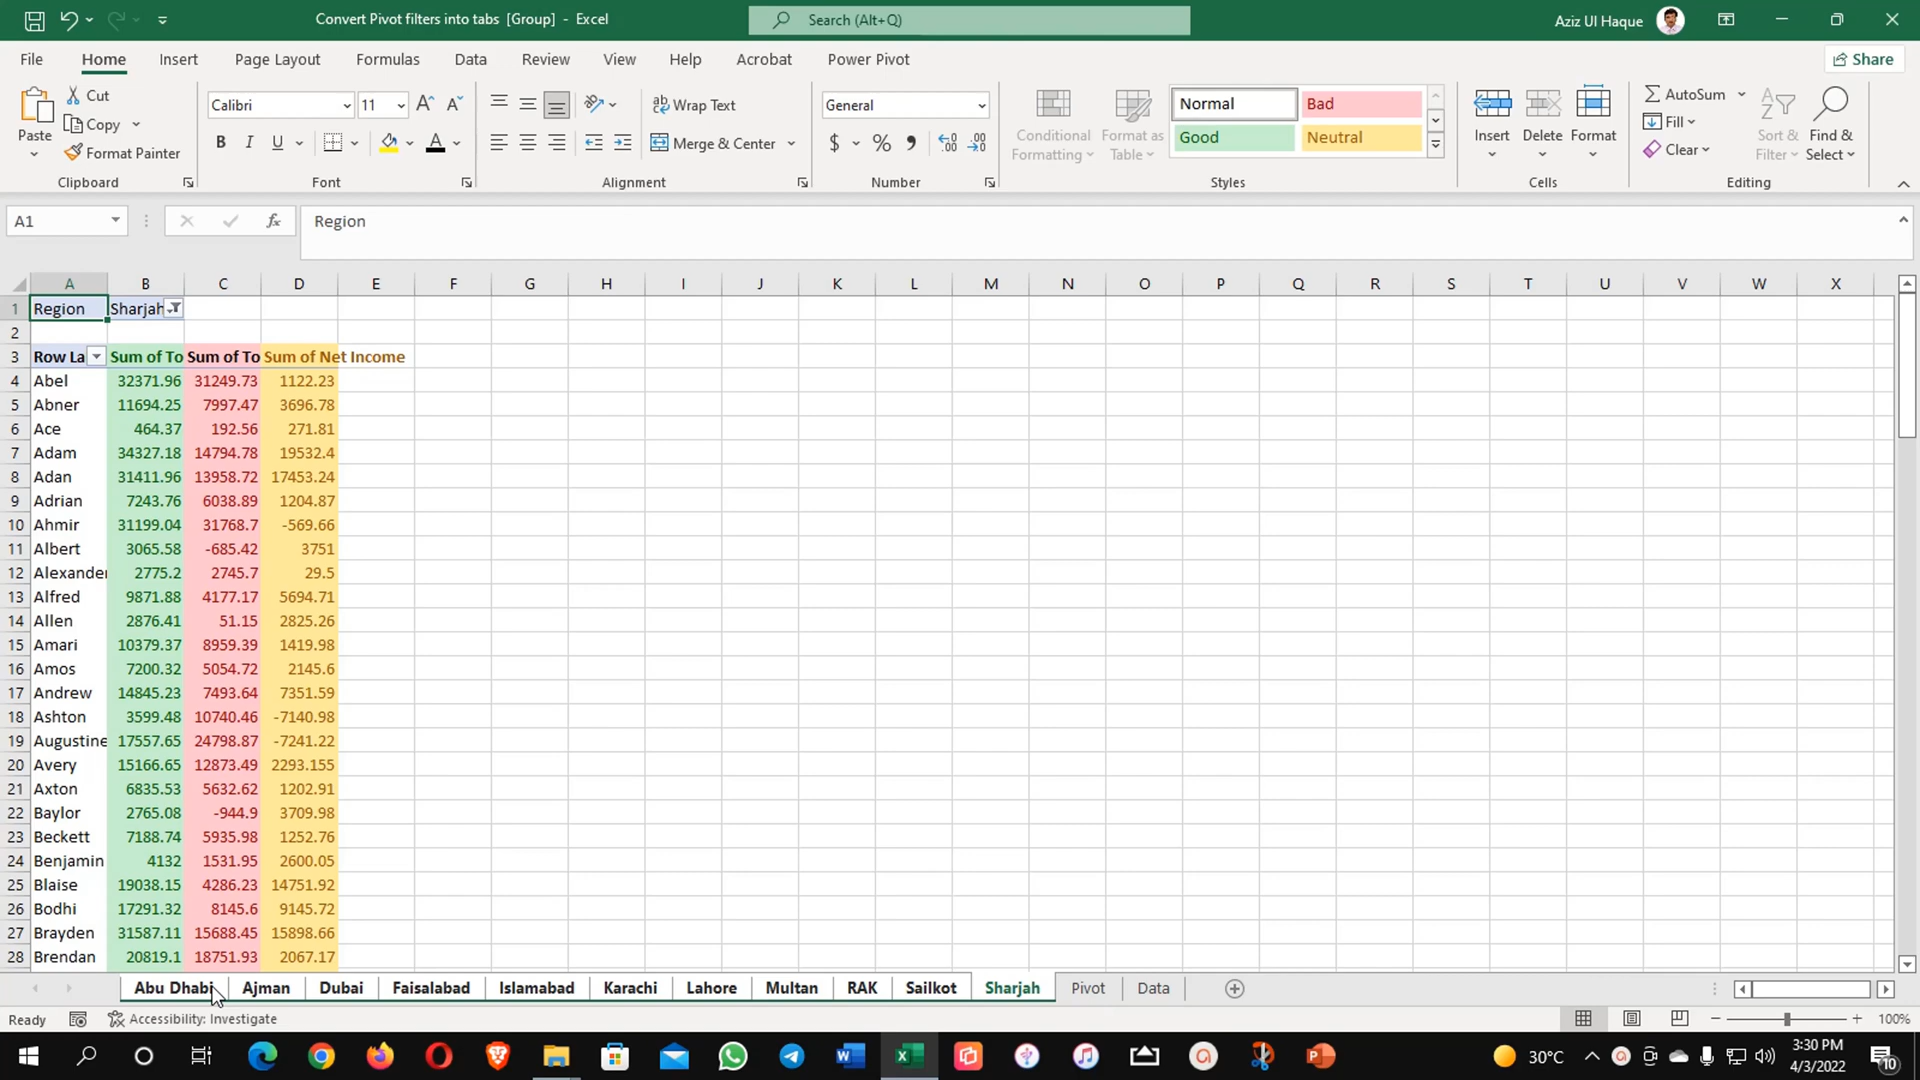 Convert Pivot filters into tabs [Group] - Excel
Search (Alt+Q)
Aziz Ul Haque
File Home Insert Page Layout Formulas Data Review View Help Acrobat Power Pivot
Share
Paste
Cut
Copy
Format Painter
Clipboard
Calibri 11
B I U
Font
Wrap Text
Merge & Center
Alignment
General
$ %
Number
Conditional Formatting
Format as Table
Normal Bad
Good Neutral
Styles
Insert Delete Format
Cells
AutoSum
Fill
Clear
Sort & Filter
Find & Select
Editing
A1 fx Region
A B C D E F G H I J K L M N O P Q R S T U V W X
1 Region Sharjah
2
3 Row La Sum of To Sum of To Sum of Net Income
4 Abel 32371.96 31249.73 1122.23
5 Abner 11694.25 7997.47 3696.78
6 Ace 464.37 192.56 271.81
7 Adam 34327.18 14794.78 19532.4
8 Adan 31411.96 13958.72 17453.24
9 Adrian 7243.76 6038.89 1204.87
10 Ahmir 31199.04 31768.7 -569.66
11 Albert 3065.58 -685.42 3751
12 Alexander 2775.2 2745.7 29.5
13 Alfred 9871.88 4177.17 5694.71
14 Allen 2876.41 51.15 2825.26
15 Amari 10379.37 8959.39 1419.98
16 Amos 7200.32 5054.72 2145.6
17 Andrew 14845.23 7493.64 7351.59
18 Ashton 3599.48 10740.46 -7140.98
19 Augustine 17557.65 24798.87 -7241.22
20 Avery 15166.65 12873.49 2293.155
21 Axton 6835.53 5632.62 1202.91
22 Baylor 2765.08 -944.9 3709.98
23 Beckett 7188.74 5935.98 1252.76
24 Benjamin 4132 1531.95 2600.05
25 Blaise 19038.15 4286.23 14751.92
26 Bodhi 17291.32 8145.6 9145.72
27 Brayden 31587.11 15688.45 15898.66
28 Brendan 20819.1 18751.93 2067.17
Abu Dhabi Ajman Dubai Faisalabad Islamabad Karachi Lahore Multan RAK Sailkot Sharjah Pivot Data
Ready Accessibility: Investigate 100%
30°C
3:30 PM
4/3/2022
10